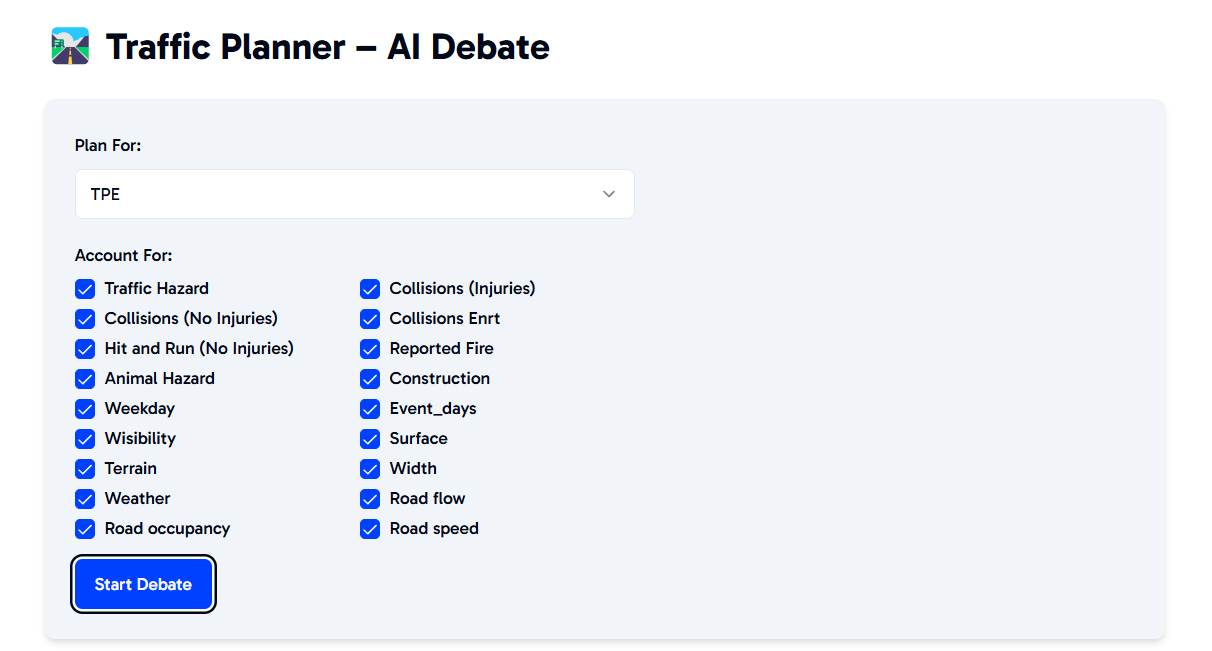 Traffic Planner – AI Debate
Plan For:
TPE
Account For:
Traffic Hazard
Collisions (Injuries)
Collisions (No Injuries)
Collisions Enrt
Hit and Run (No Injuries)
Reported Fire
Animal Hazard
Construction
Weekday
Event_days
Wisibility
Surface
Terrain
Width
Weather
Road flow
Road occupancy
Road speed
Start Debate